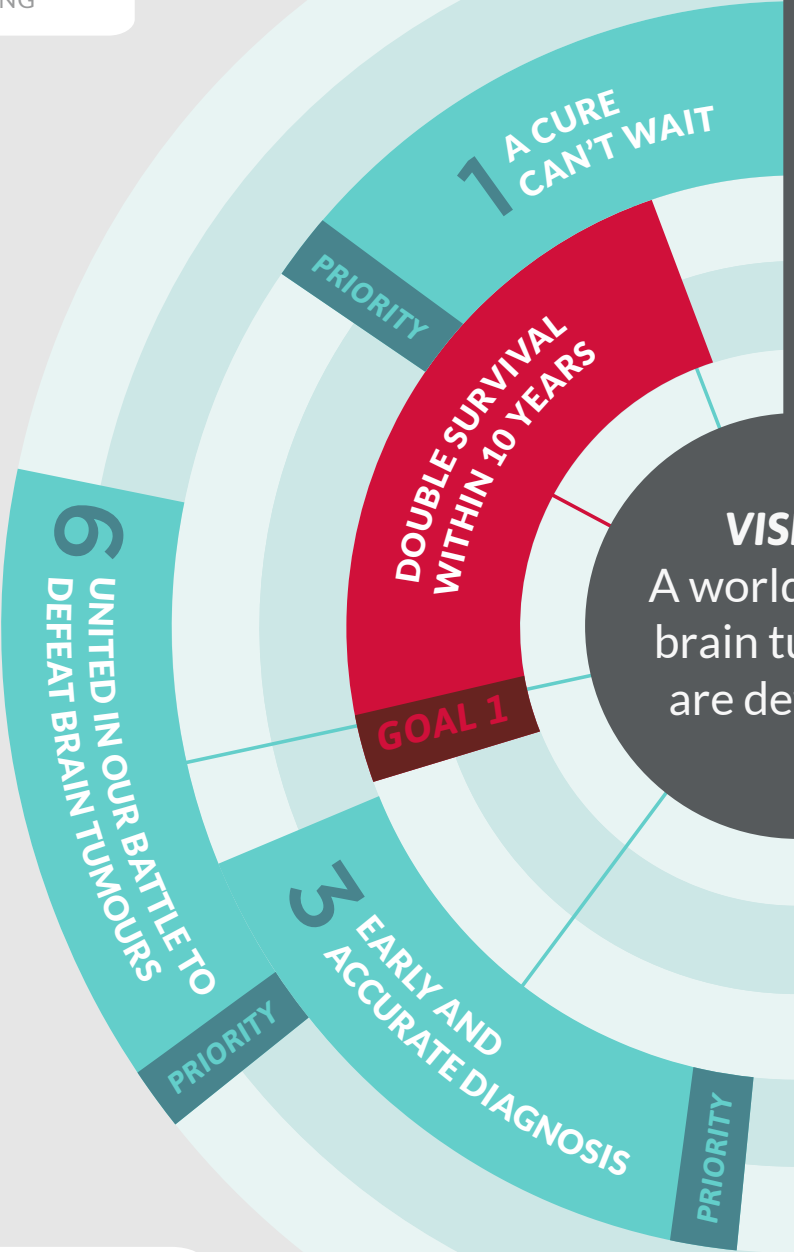 NG
1
A CURE
CAN'T WAIT
PRIORITY
DOUBLE SURVIVAL
WITHIN 10 YEARS
GOAL 1
6
UNITED IN OUR BATTLE TO
DEFEAT BRAIN TUMOURS
PRIORITY
3
EARLY AND
ACCURATE DIAGNOSIS
PRIORITY
VISI
A world
brain tu
are de